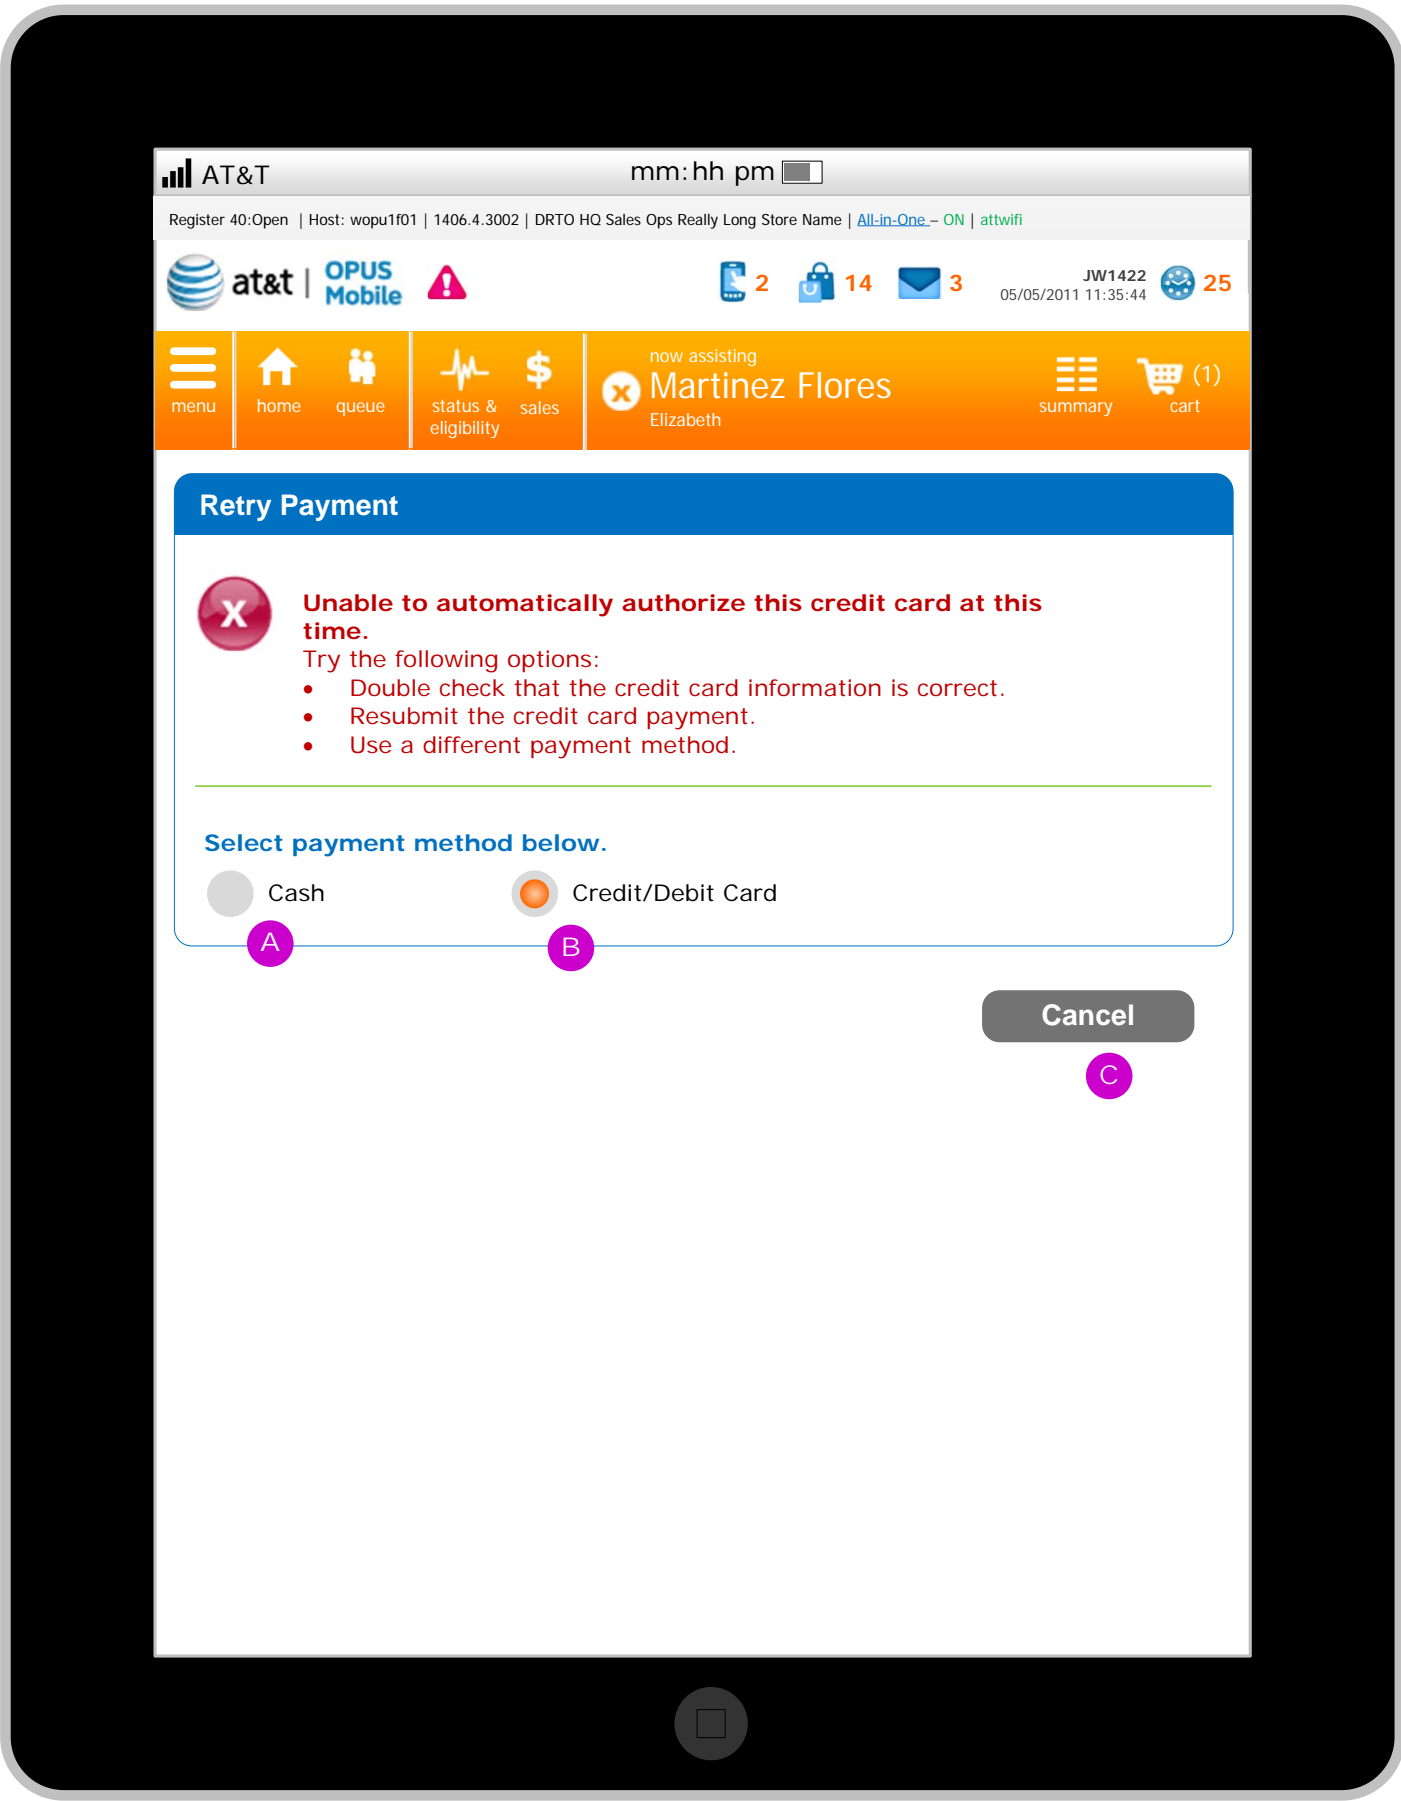 AT&T mm:hh pm
Register 40:Open | Host: wopu1f01 | 1406.4.3002 | DRTO HQ Sales Ops Really Long Store Name | All-in-One – ON | attwifi
at&t | OPUS Mobile 2 14 3 JW1422 25
05/05/2011 11:35:44
menu home queue status & eligibility sales
now assisting
Martinez Flores
Elizabeth
summary (1) cart
Retry Payment
X Unable to automatically authorize this credit card at this
time.
Try the following options:
• Double check that the credit card information is correct.
• Resubmit the credit card payment.
• Use a different payment method.
Select payment method below.
Cash Credit/Debit Card
A B
Cancel
C